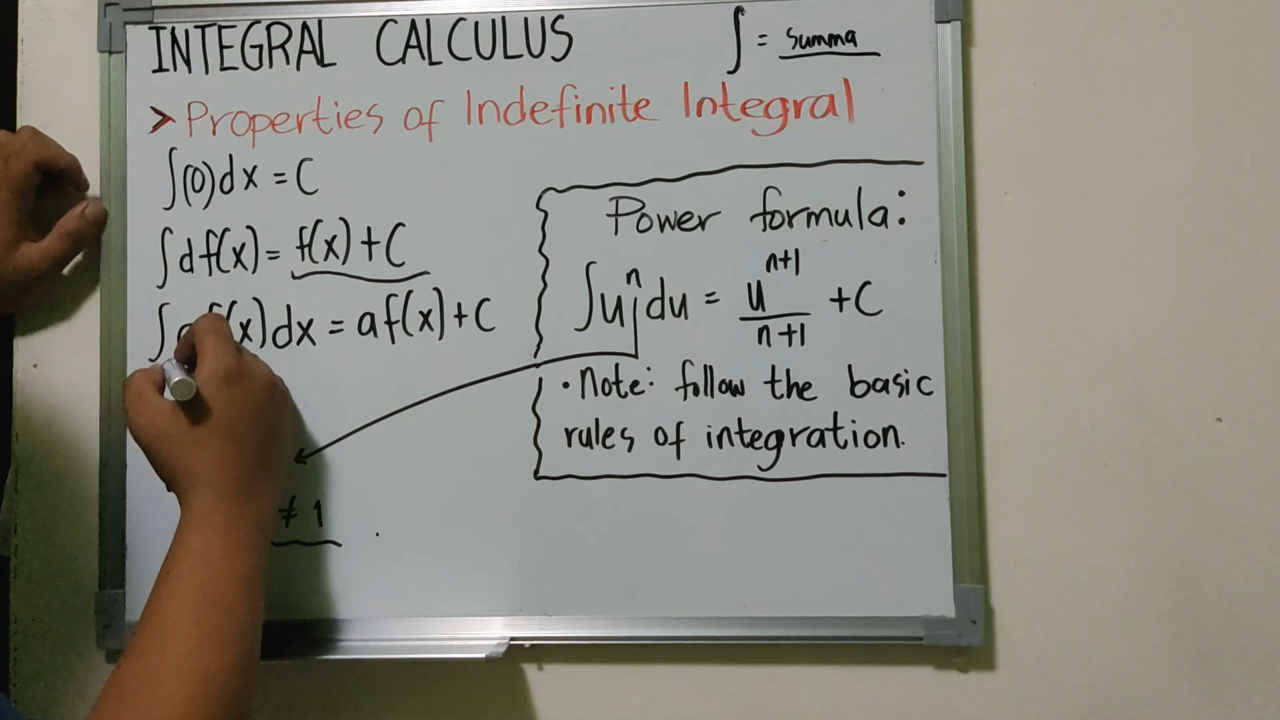 INTEGRAL CALCULUS
∫ = summa
> Properties of Indefinite Integral
∫(0)dx = C
∫df(x) = f(x) + C
∫af(x)dx = af(x) + C
≠ 1
Power formula:
∫uⁿdu = uⁿ⁺¹/n+1 + C
• Note: follow the basic
rules of integration.